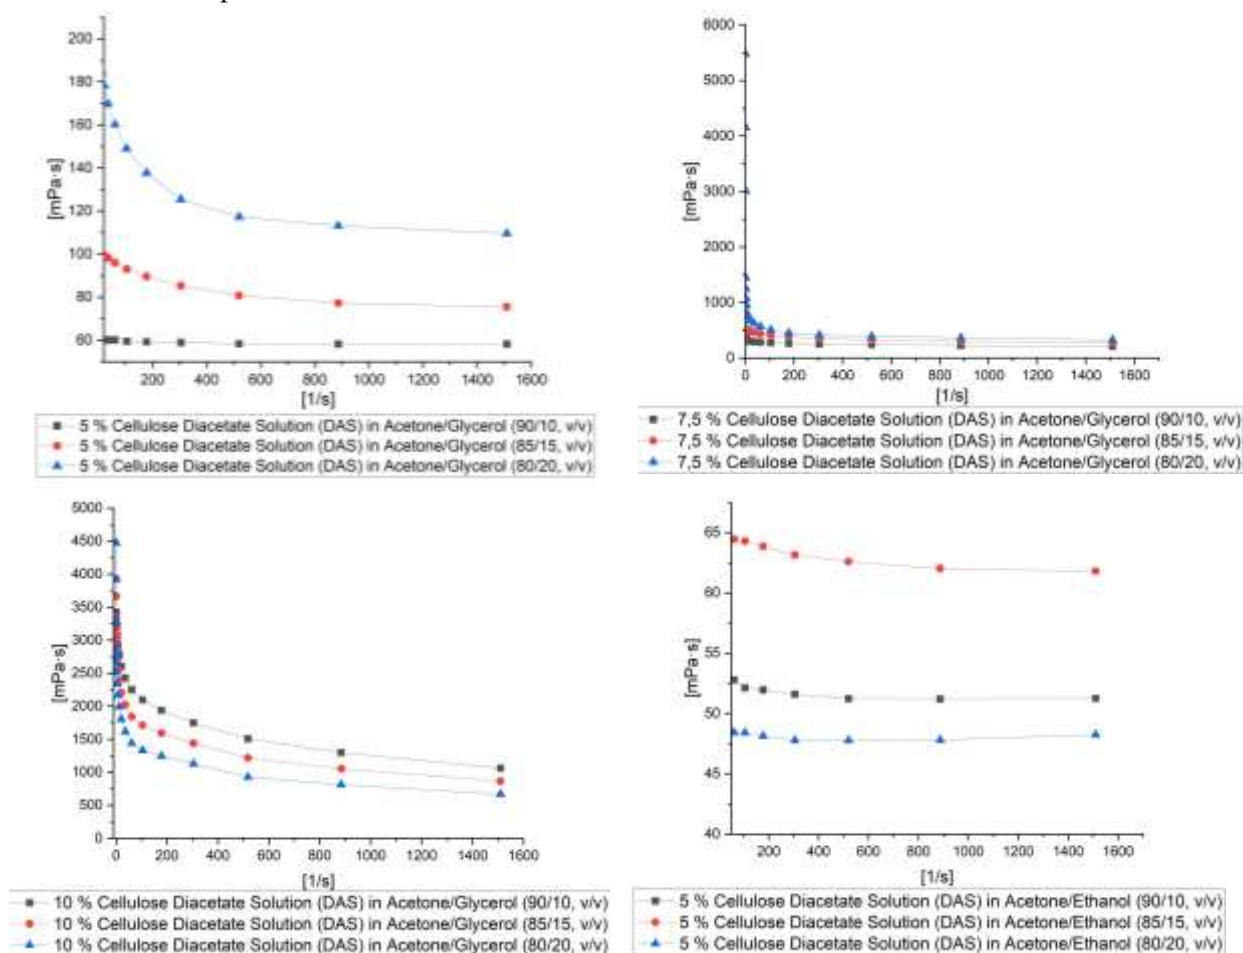 200
180
160
140
120
100
80
60
[mPa·s]
200 400 600 800 1000 1200 1400 1600
[1/s]
5 % Cellulose Diacetate Solution (DAS) in Acetone/Glycerol (90/10, v/v)
5 % Cellulose Diacetate Solution (DAS) in Acetone/Glycerol (85/15, v/v)
5 % Cellulose Diacetate Solution (DAS) in Acetone/Glycerol (80/20, v/v)
6000
5000
4000
3000
2000
1000
0
[mPa·s]
0 200 400 600 800 1000 1200 1400 1600
[1/s]
7,5 % Cellulose Diacetate Solution (DAS) in Acetone/Glycerol (90/10, v/v)
7,5 % Cellulose Diacetate Solution (DAS) in Acetone/Glycerol (85/15, v/v)
7,5 % Cellulose Diacetate Solution (DAS) in Acetone/Glycerol (80/20, v/v)
5000
4500
4000
3500
3000
2500
2000
1500
1000
500
0
[mPa·s]
0 200 400 600 800 1000 1200 1400 1600
[1/s]
10 % Cellulose Diacetate Solution (DAS) in Acetone/Glycerol (90/10, v/v)
10 % Cellulose Diacetate Solution (DAS) in Acetone/Glycerol (85/15, v/v)
10 % Cellulose Diacetate Solution (DAS) in Acetone/Glycerol (80/20, v/v)
65
60
55
50
45
40
[mPa·s]
200 400 600 800 1000 1200 1400 1600
[1/s]
5 % Cellulose Diacetate Solution (DAS) in Acetone/Ethanol (90/10, v/v)
5 % Cellulose Diacetate Solution (DAS) in Acetone/Ethanol (85/15, v/v)
5 % Cellulose Diacetate Solution (DAS) in Acetone/Ethanol (80/20, v/v)